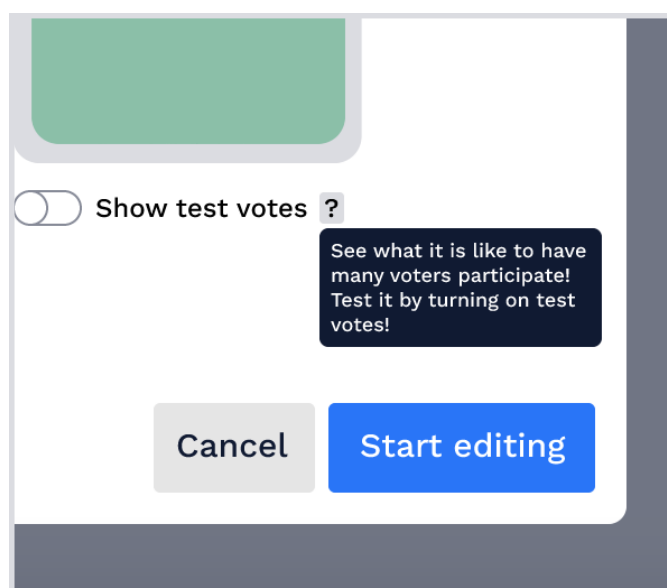 Show test votes ?
See what it is like to have
many voters participate!
Test it by turning on test
votes!
Cancel
Start editing